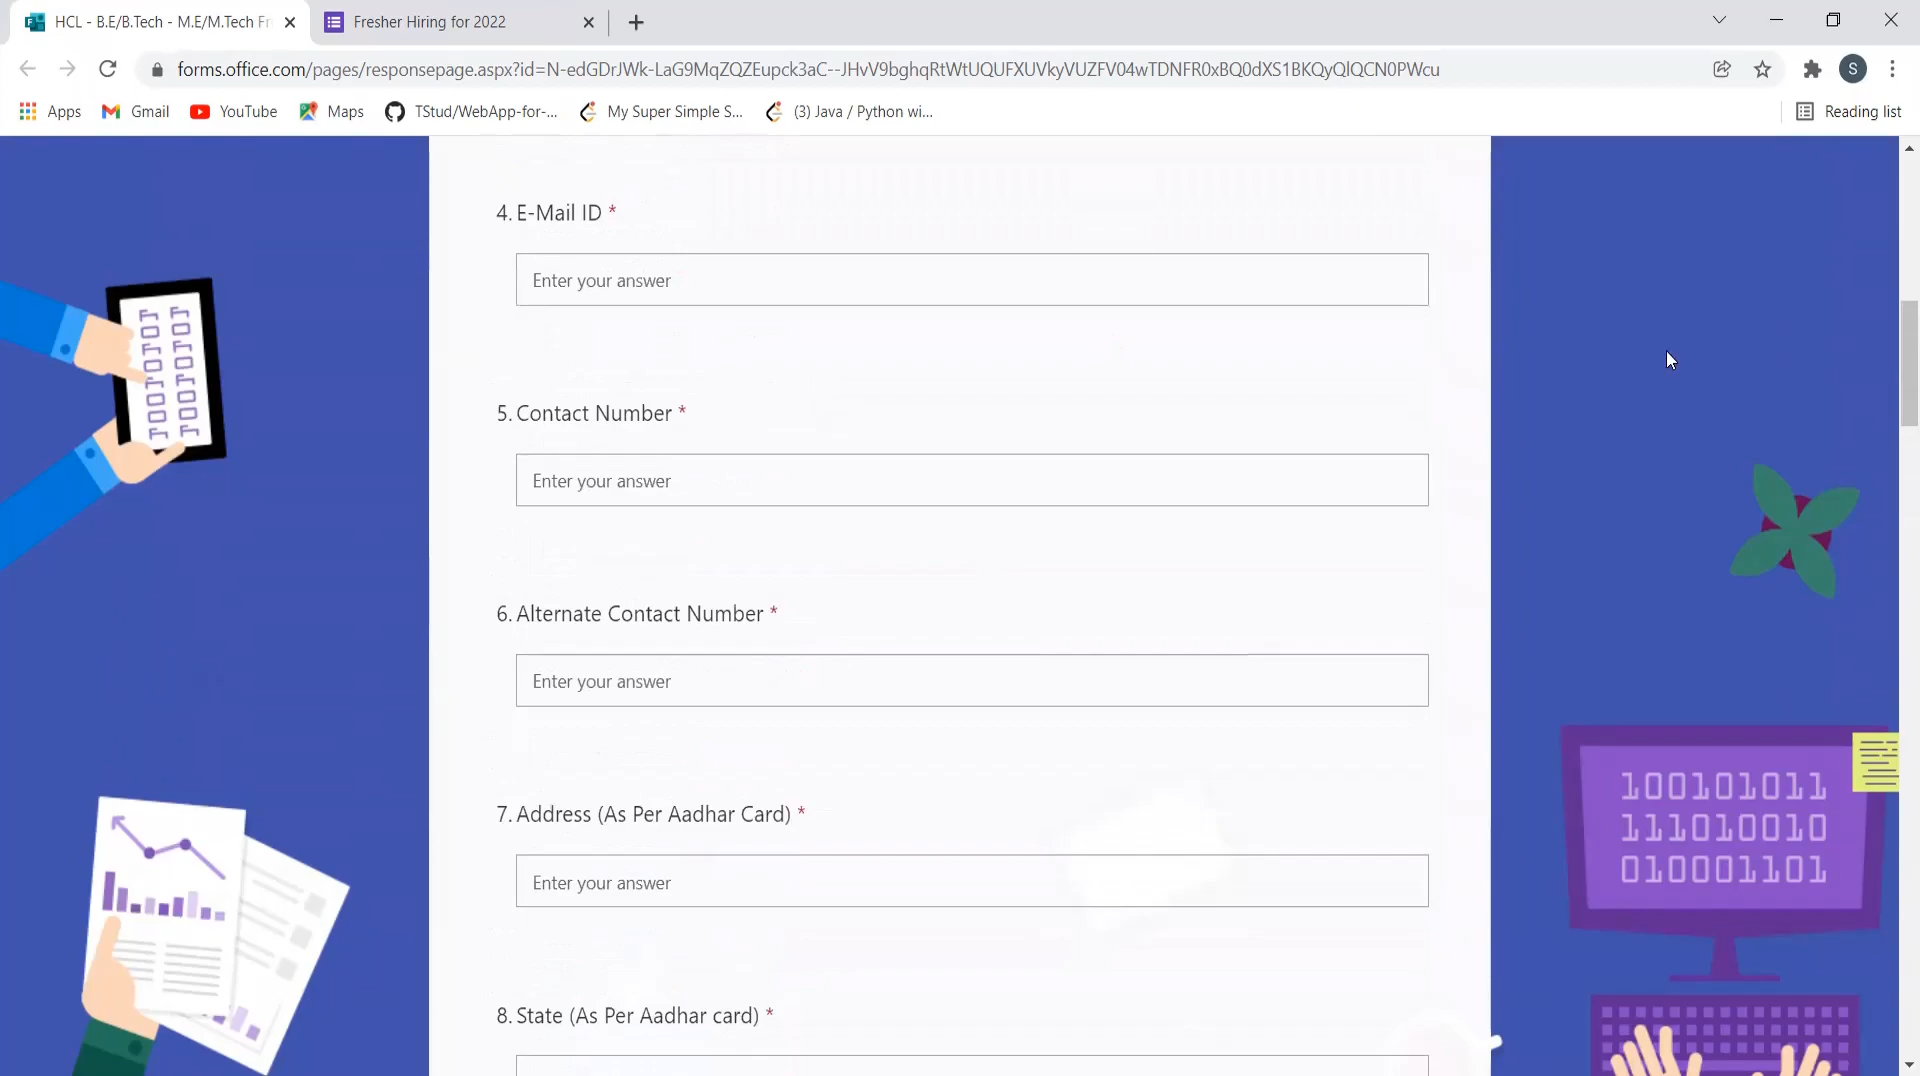 HCL - B.E/B.Tech - M.E/M.Tech Fr
Fresher Hiring for 2022
forms.office.com/pages/responsepage.aspx?id=N-edGDrJWk-LaG9MqZQZEupck3aC--JHvV9bghqRtWtUQUFXUVkyVUZFV04wTDNFR0xBQ0dXS1BKQyQlQCN0PWcu
S
Apps
Gmail
YouTube
Maps
TStud/WebApp-for-...
My Super Simple S...
(3) Java / Python wi...
Reading list
4. E-Mail ID *
Enter your answer
5. Contact Number *
Enter your answer
6. Alternate Contact Number *
Enter your answer
7. Address (As Per Aadhar Card) *
Enter your answer
8. State (As Per Aadhar card) *
100101011
111010010
010001101